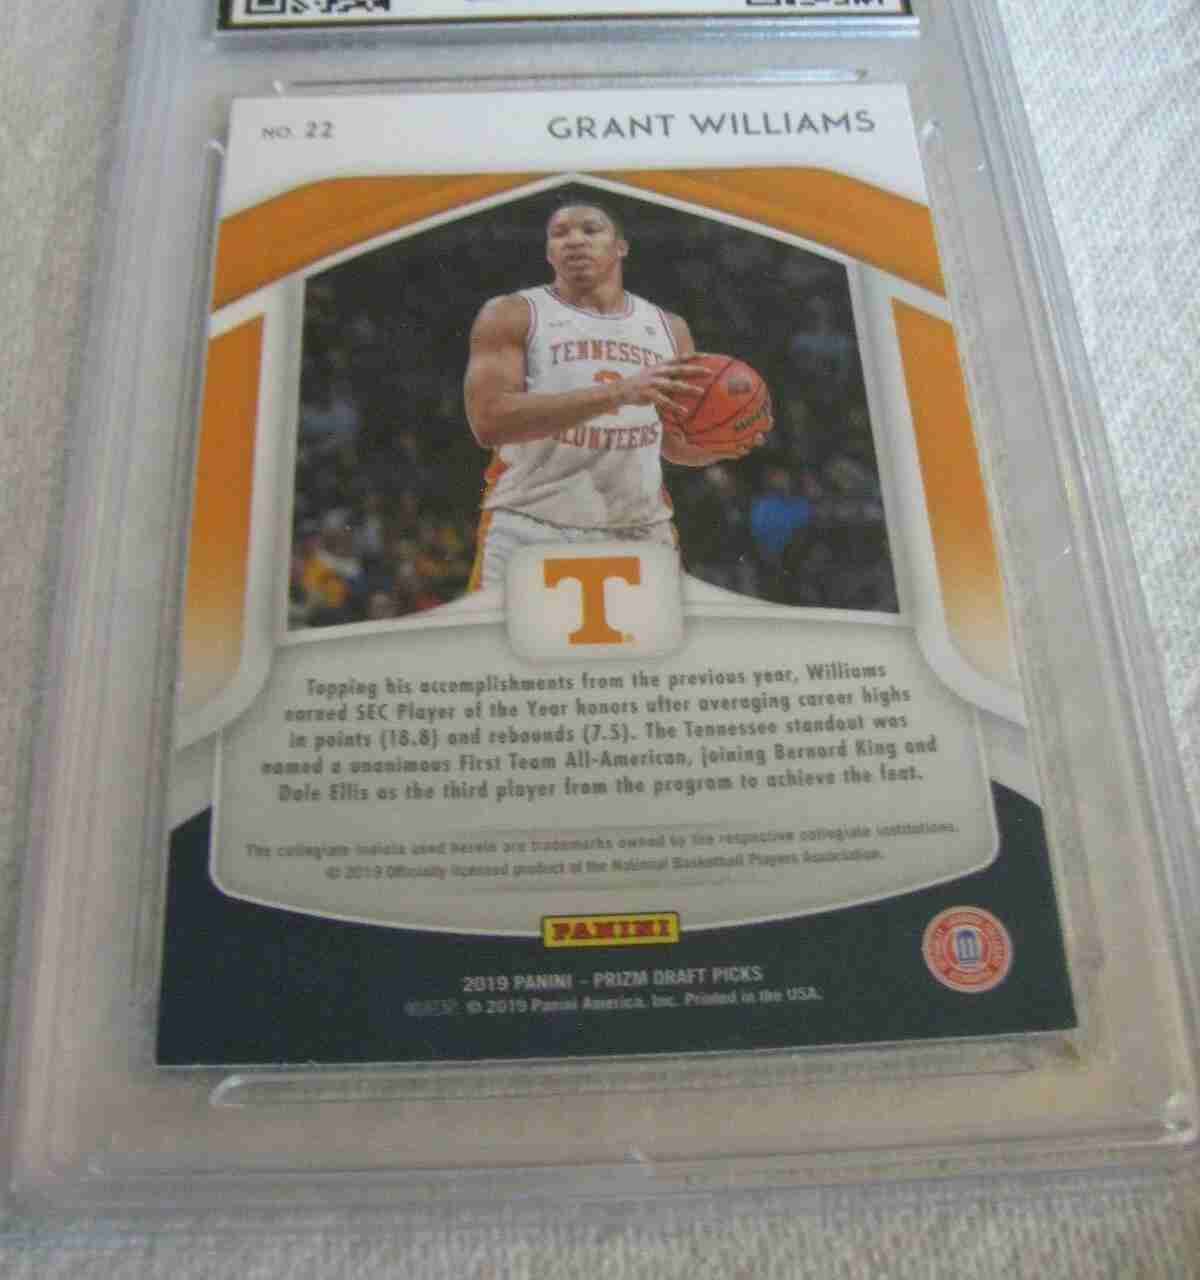 NO. 22
GRANT WILLIAMS
TENNESSEE
2
VOLUNTEERS
T
Topping his accomplishments from the previous year, Williams
earned SEC Player of the Year honors after averaging career highs
in points (18.8) and rebounds (7.5). The Tennessee standout was
named a unanimous First Team All-American, joining Bernard King and
Dale Ellis as the third player from the program to achieve the feat.
The collegiate indicia used herein are trademarks owned by the respective collegiate institutions.
© 2019 Officially licensed product of the National Basketball Players Association.
PANINI
2019 PANINI - PRIZM DRAFT PICKS
© 2019 Panini America, Inc. Printed in the USA.